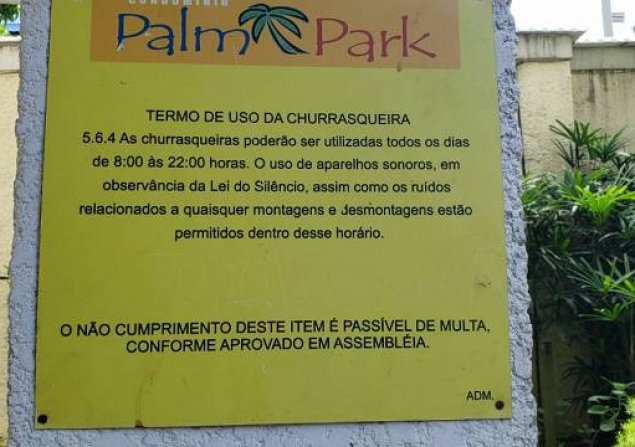 CONDOMÍNIO
Palm Park
TERMO DE USO DA CHURRASQUEIRA
5.6.4 As churrasqueiras poderão ser utilizadas todos os dias
de 8:00 às 22:00 horas. O uso de aparelhos sonoros, em
observância da Lei do Silêncio, assim como os ruídos
relacionados a quaisquer montagens e desmontagens estão
permitidos dentro desse horário.
O NÃO CUMPRIMENTO DESTE ITEM É PASSÍVEL DE MULTA,
CONFORME APROVADO EM ASSEMBLÉIA.
ADM.